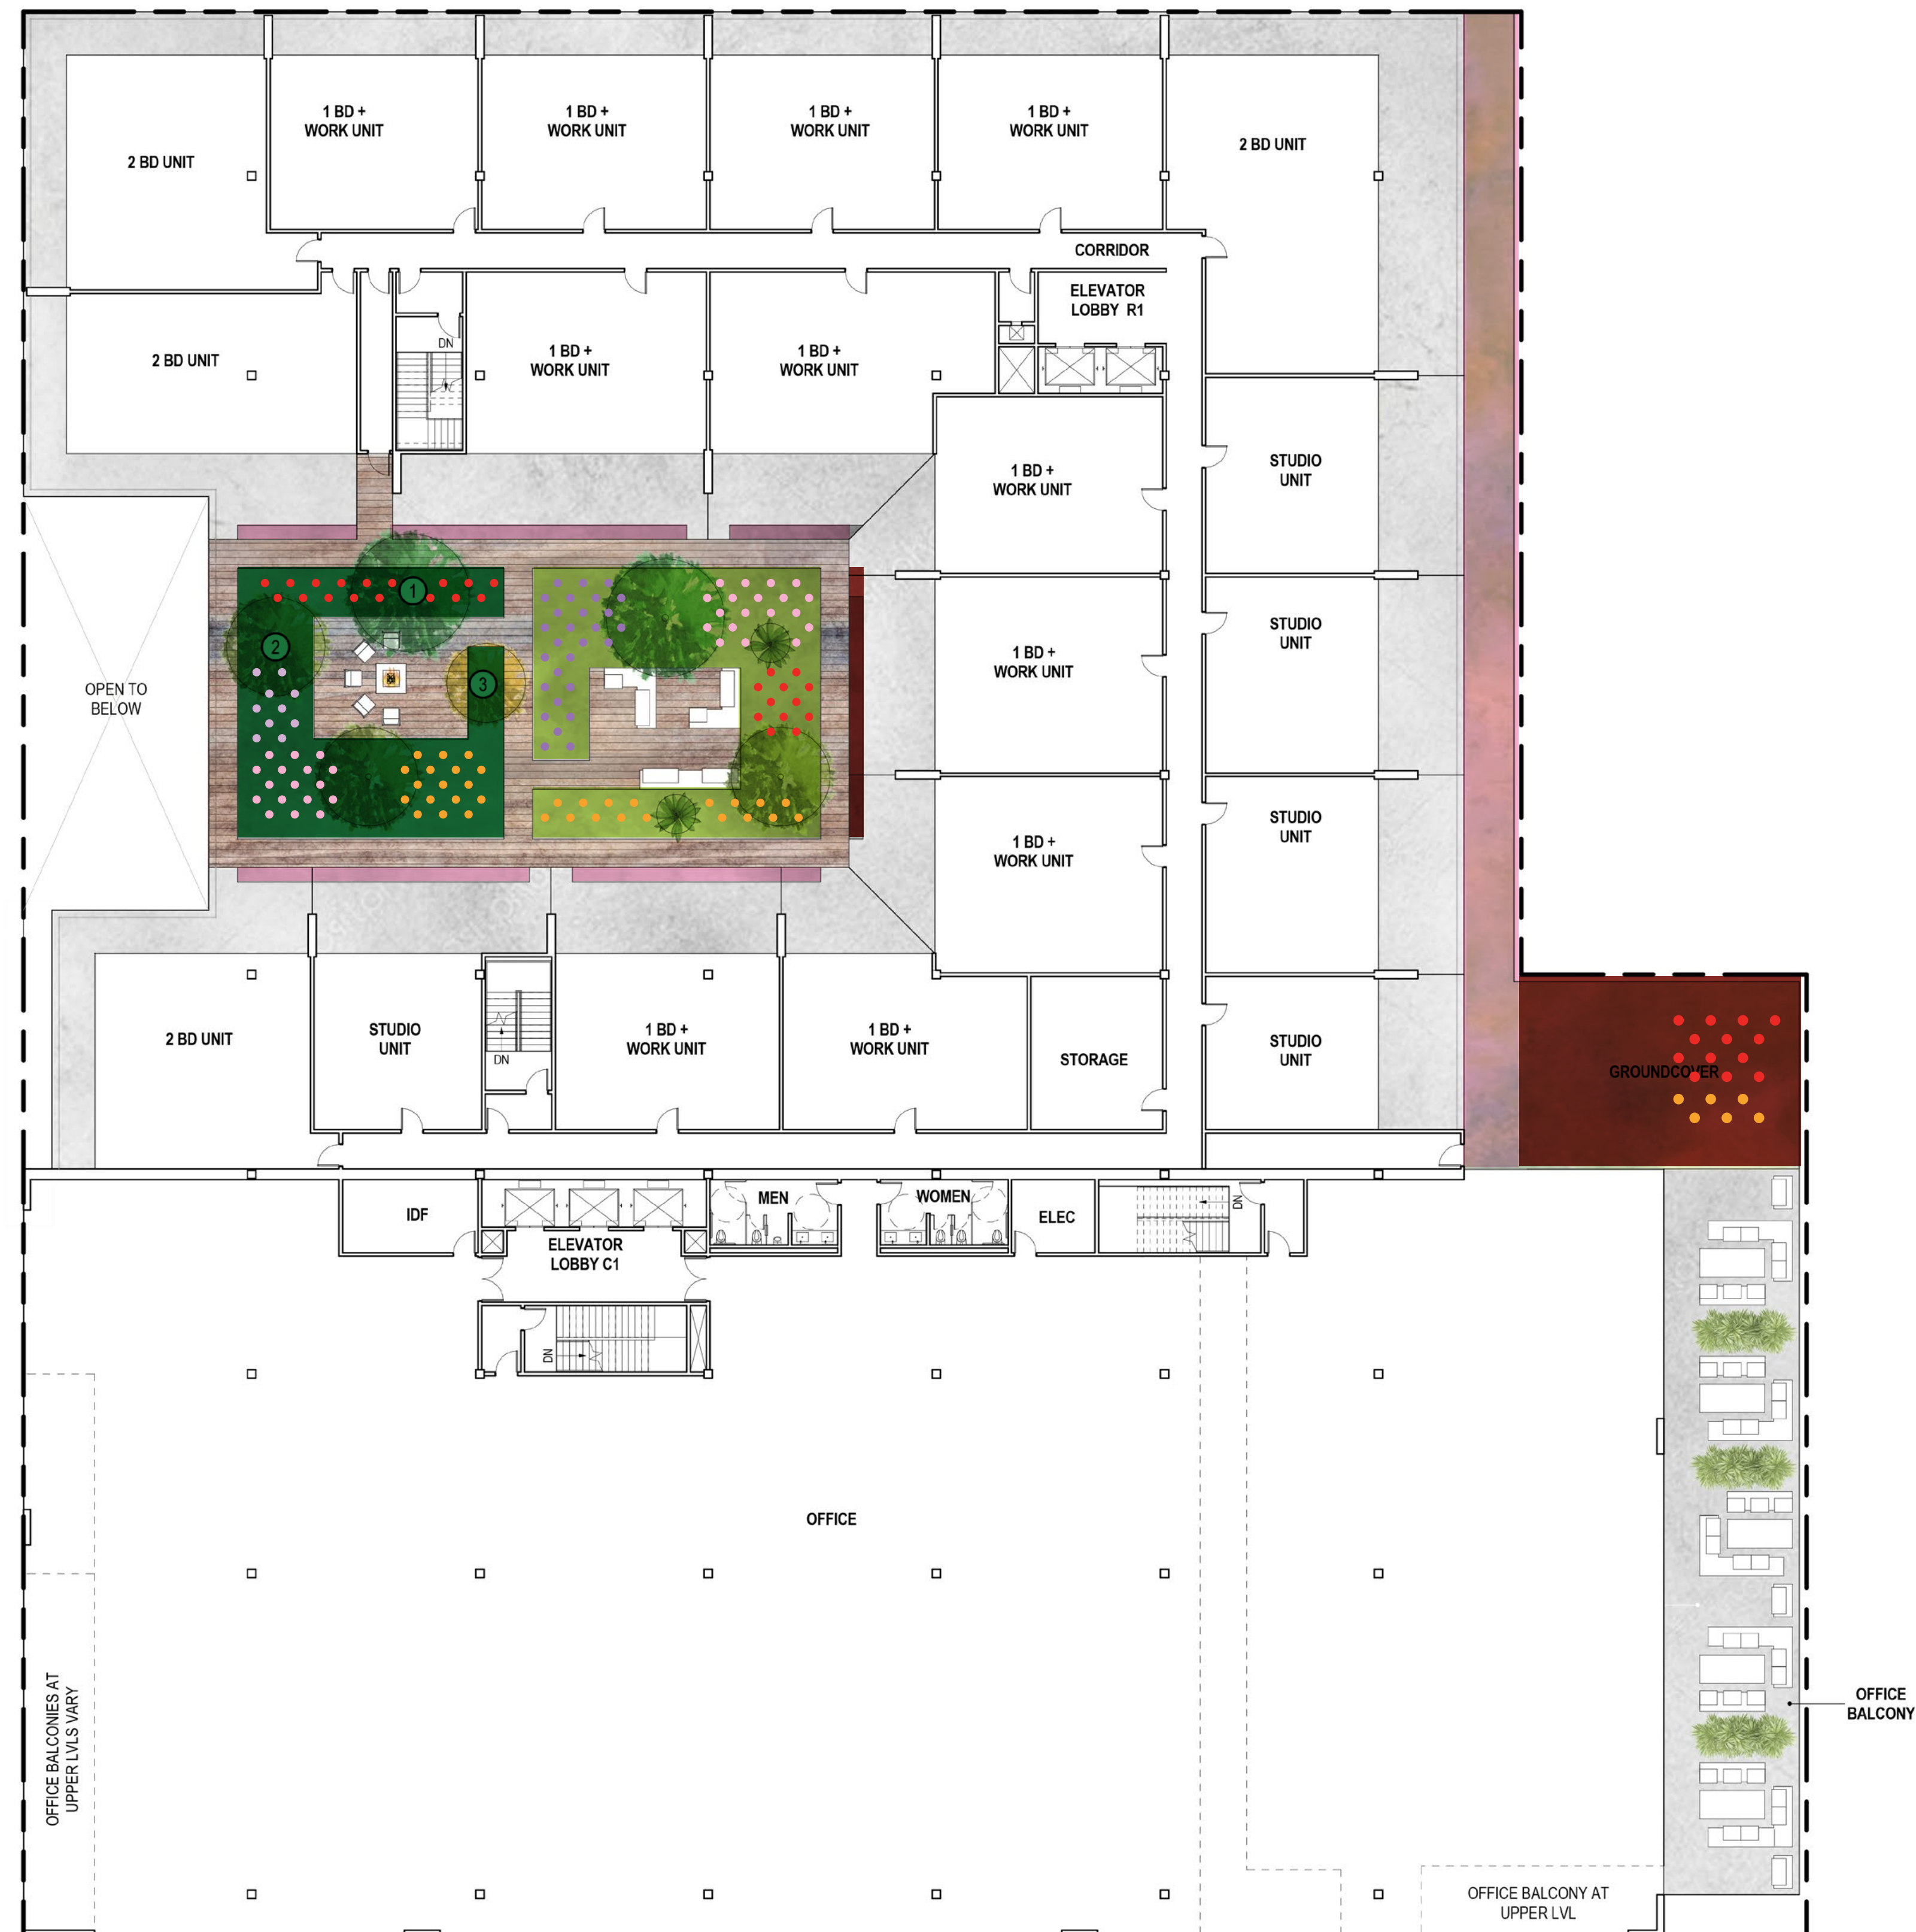 1 BD +
WORK UNIT
1 BD +
WORK UNIT
1 BD +
WORK UNIT
1 BD +
WORK UNIT
2 BD UNIT
2 BD UNIT
CORRIDOR
ELEVATOR
LOBBY R1
2 BD UNIT
DN
1 BD +
WORK UNIT
1 BD +
WORK UNIT
1 BD +
WORK UNIT
STUDIO
UNIT
1
2
3
OPEN TO
BELOW
1 BD +
WORK UNIT
STUDIO
UNIT
1 BD +
WORK UNIT
STUDIO
UNIT
2 BD UNIT
STUDIO
UNIT
DN
1 BD +
WORK UNIT
1 BD +
WORK UNIT
STORAGE
STUDIO
UNIT
GROUNDCOVER
IDF
ELEVATOR
LOBBY C1
MEN
WOMEN
ELEC
DN
DN
OFFICE
OFFICE BALCONIES AT
UPPER LVLS VARY
OFFICE
BALCONY
OFFICE BALCONY AT
UPPER LVL